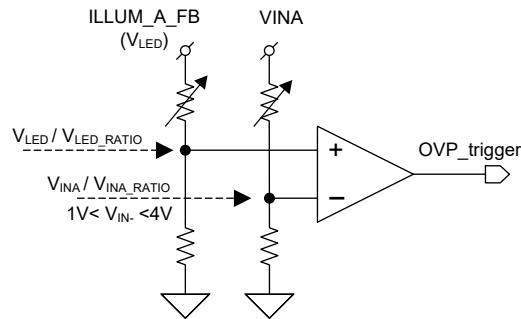 ILLUM_A_FB
(VLED)
VINA
VLED / VLED_RATIO
VINA / VINA_RATIO
1V< VIN- <4V
+
−
OVP_trigger